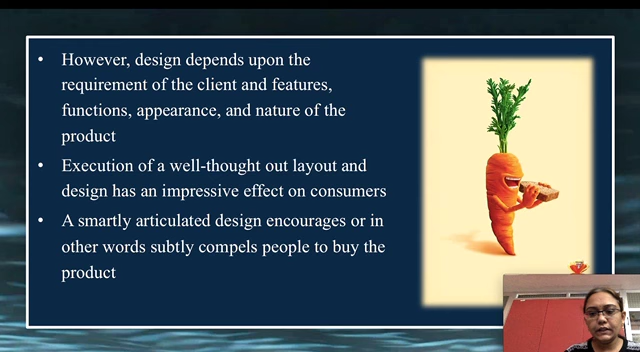 • However, design depends upon the
requirement of the client and features,
functions, appearance, and nature of the
product
• Execution of a well-thought out layout and
design has an impressive effect on consumers
• A smartly articulated design encourages or in
other words subtly compels people to buy the
product